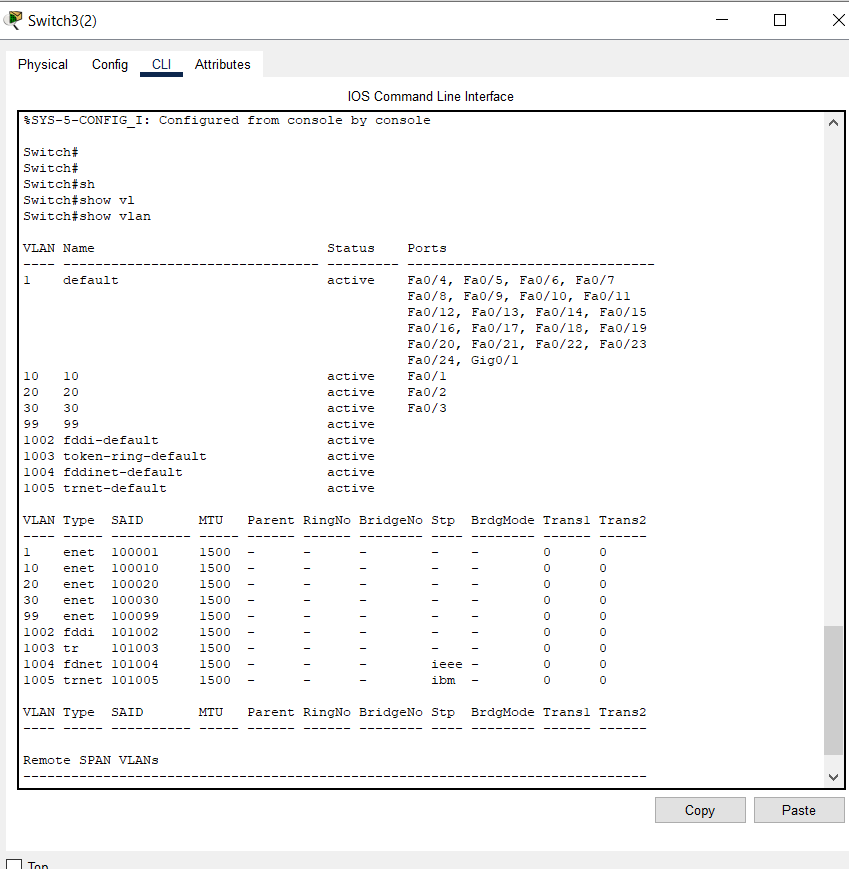 Switch3(2)
Physical Config CLI Attributes
IOS Command Line Interface
%SYS-5-CONFIG_I: Configured from console by console
Switch#
Switch#
Switch#sh
Switch#show vl
Switch#show vlan
VLAN Name                             Status    Ports
---- -------------------------------- --------- -------------------------------
1    default                          active    Fa0/4, Fa0/5, Fa0/6, Fa0/7
                                                Fa0/8, Fa0/9, Fa0/10, Fa0/11
                                                Fa0/12, Fa0/13, Fa0/14, Fa0/15
                                                Fa0/16, Fa0/17, Fa0/18, Fa0/19
                                                Fa0/20, Fa0/21, Fa0/22, Fa0/23
                                                Fa0/24, Gig0/1
10   10                               active    Fa0/1
20   20                               active    Fa0/2
30   30                               active    Fa0/3
99   99                               active
1002 fddi-default                     active
1003 token-ring-default               active
1004 fddinet-default                  active
1005 trnet-default                    active
VLAN Type  SAID       MTU   Parent RingNo BridgeNo Stp  BrdgMode Trans1 Trans2
---- ----- ---------- ----- ------ ------ -------- ---- -------- ------ ------
1    enet  100001     1500  -      -      -        -    -        0      0
10   enet  100010     1500  -      -      -        -    -        0      0
20   enet  100020     1500  -      -      -        -    -        0      0
30   enet  100030     1500  -      -      -        -    -        0      0
99   enet  100099     1500  -      -      -        -    -        0      0
1002 fddi  101002     1500  -      -      -        -    -        0      0
1003 tr    101003     1500  -      -      -        -    -        0      0
1004 fdnet 101004     1500  -      -      -        ieee -        0      0
1005 trnet 101005     1500  -      -      -        ibm  -        0      0
VLAN Type  SAID       MTU   Parent RingNo BridgeNo Stp  BrdgMode Trans1 Trans2
---- ----- ---------- ----- ------ ------ -------- ---- -------- ------ ------
Remote SPAN VLANs
------------------------------------------------------------------------------
Copy Paste
Top